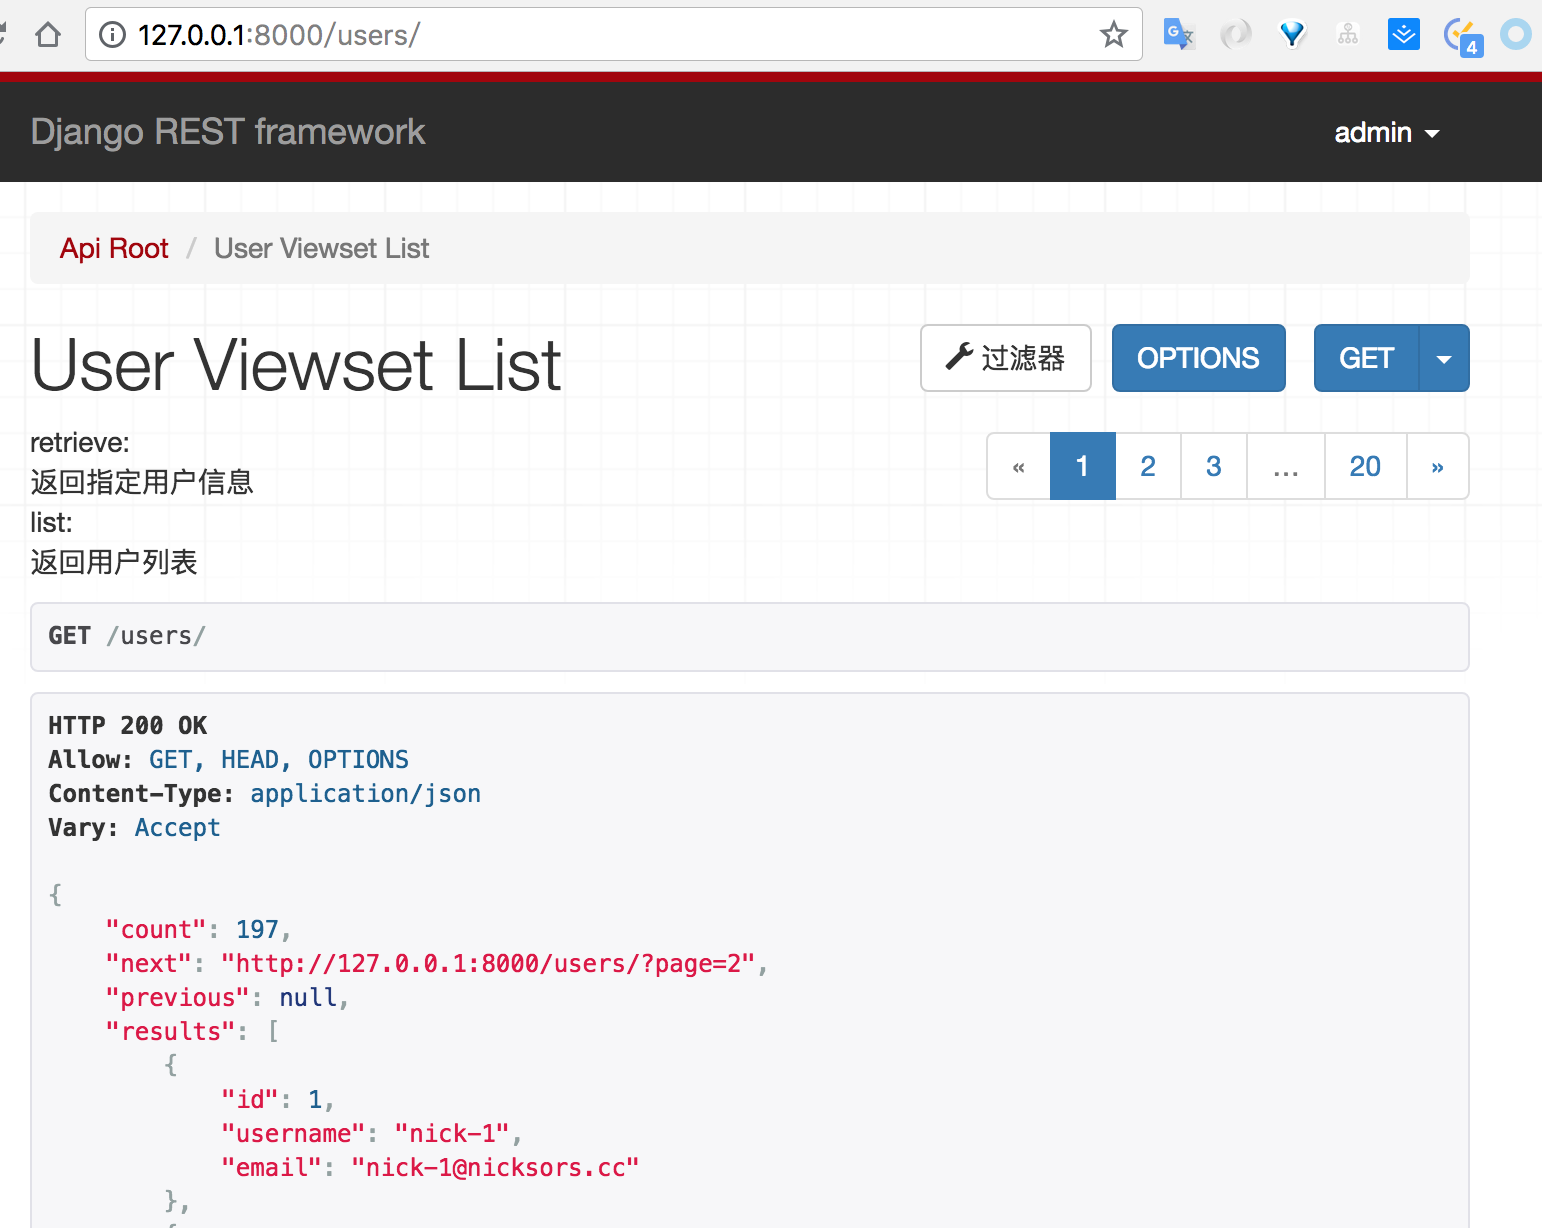 127.0.0.1:8000/users/
4
Django REST framework
admin
Api Root / User Viewset List
User Viewset List
过滤器
OPTIONS
GET
retrieve:
返回指定用户信息
list:
返回用户列表
« 1 2 3 … 20 »
GET /users/
HTTP 200 OK
Allow: GET, HEAD, OPTIONS
Content-Type: application/json
Vary: Accept
{
"count": 197,
"next": "http://127.0.0.1:8000/users/?page=2",
"previous": null,
"results": [
{
"id": 1,
"username": "nick-1",
"email": "nick-1@nicksors.cc"
},